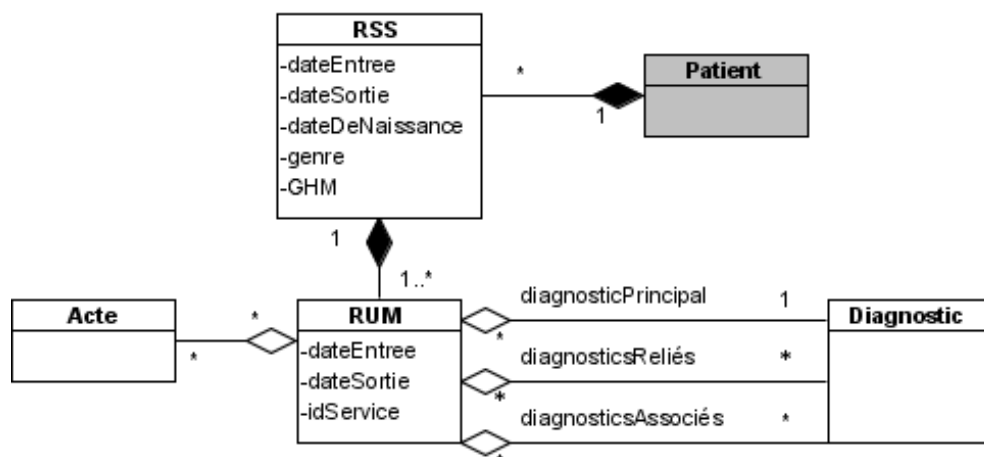 RSS
-dateEntree
-dateSortie
-dateDeNaissance
-genre
-GHM
*
1
Patient
1
1..*
Acte
*
*
RUM
-dateEntree
-dateSortie
-idService
diagnosticPrincipal
1
*
diagnosticsReliés
*
*
diagnosticsAssociés
*
*
Diagnostic